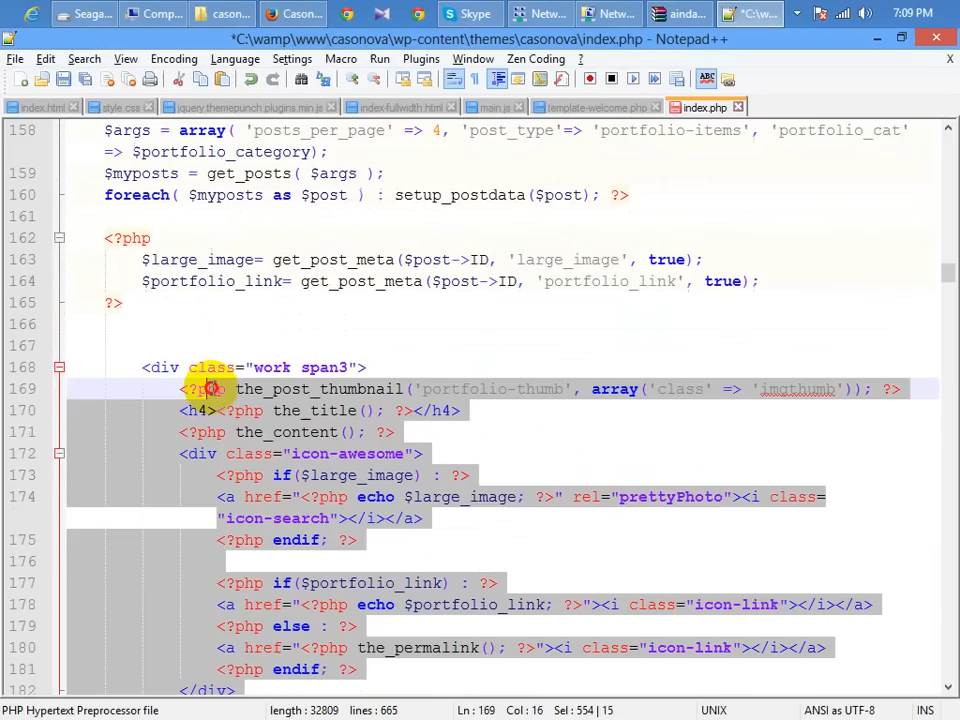 Seaga...
Comp...
cason...
Cason...
Skype
Netw...
Netw...
ainda...
*C:\w...
7:09 PM
*C:\wamp\www\casonova\wp-content\themes\casonova\index.php - Notepad++
File Edit Search View Encoding Language Settings Macro Run Plugins Window Zen Coding ? X
index.html
style.css
jquery.themepunch.plugins.min.js
index-fullwidth.html
main.js
template-welcome.php
index.php
158 $args = array( 'posts_per_page' => 4, 'post_type'=> 'portfolio-items', 'portfolio_cat'
=> $portfolio_category);
159 $myposts = get_posts( $args );
160 foreach( $myposts as $post ) : setup_postdata($post); ?>
161
162 <?php
163 $large_image= get_post_meta($post->ID, 'large_image', true);
164 $portfolio_link= get_post_meta($post->ID, 'portfolio_link', true);
165 ?>
166
167
168 <div class="work span3">
169 <?php the_post_thumbnail('portfolio-thumb', array('class' => 'imgthumb')); ?>
170 <h4><?php the_title(); ?></h4>
171 <?php the_content(); ?>
172 <div class="icon-awesome">
173 <?php if($large_image) : ?>
174 <a href="<?php echo $large_image; ?>" rel="prettyPhoto"><i class=
"icon-search"></i></a>
175 <?php endif; ?>
176
177 <?php if($portfolio_link) : ?>
178 <a href="<?php echo $portfolio_link; ?>"><i class="icon-link"></i></a>
179 <?php else : ?>
180 <a href="<?php the_permalink(); ?>"><i class="icon-link"></i></a>
181 <?php endif; ?>
182 </div>
PHP Hypertext Preprocessor file length : 32809 lines : 665 Ln : 169 Col : 16 Sel : 554 | 15 UNIX ANSI as UTF-8 INS